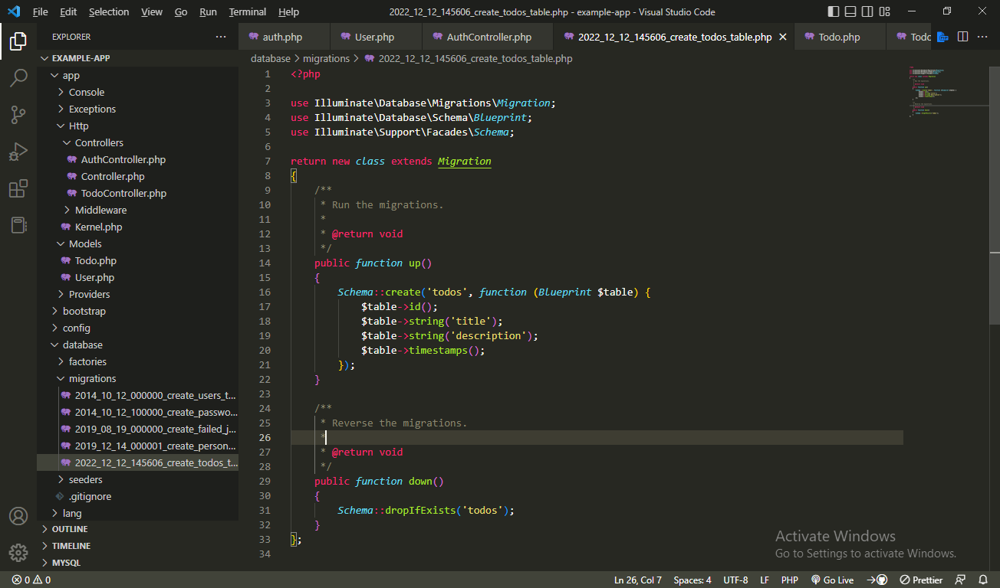 File Edit Selection View Go Run Terminal Help 2022_12_12_145606_create_todos_table.php - example-app - Visual Studio Code
EXPLORER
auth.php User.php AuthController.php 2022_12_12_145606_create_todos_table.php Todo.php Todo
EXAMPLE-APP
app
Console
Exceptions
Http
Controllers
AuthController.php
Controller.php
TodoController.php
Middleware
Kernel.php
Models
Todo.php
User.php
Providers
bootstrap
config
database
factories
migrations
2014_10_12_000000_create_users_t...
2014_10_12_100000_create_passwo...
2019_08_19_000000_create_failed_j...
2019_12_14_000001_create_person...
2022_12_12_145606_create_todos_t...
seeders
.gitignore
lang
OUTLINE
TIMELINE
MYSQL
database > migrations > 2022_12_12_145606_create_todos_table.php
1 <?php
2
3 use Illuminate\Database\Migrations\Migration;
4 use Illuminate\Database\Schema\Blueprint;
5 use Illuminate\Support\Facades\Schema;
6
7 return new class extends Migration
8 {
9 /**
10 * Run the migrations.
11 *
12 * @return void
13 */
14 public function up()
15 {
16 Schema::create('todos', function (Blueprint $table) {
17 $table->id();
18 $table->string('title');
19 $table->string('description');
20 $table->timestamps();
21 });
22 }
23
24 /**
25 * Reverse the migrations.
26 *
27 * @return void
28 */
29 public function down()
30 {
31 Schema::dropIfExists('todos');
32 }
33 };
34
Activate Windows
Go to Settings to activate Windows.
0 0 Ln 26, Col 7 Spaces: 4 UTF-8 LF PHP Go Live Prettier